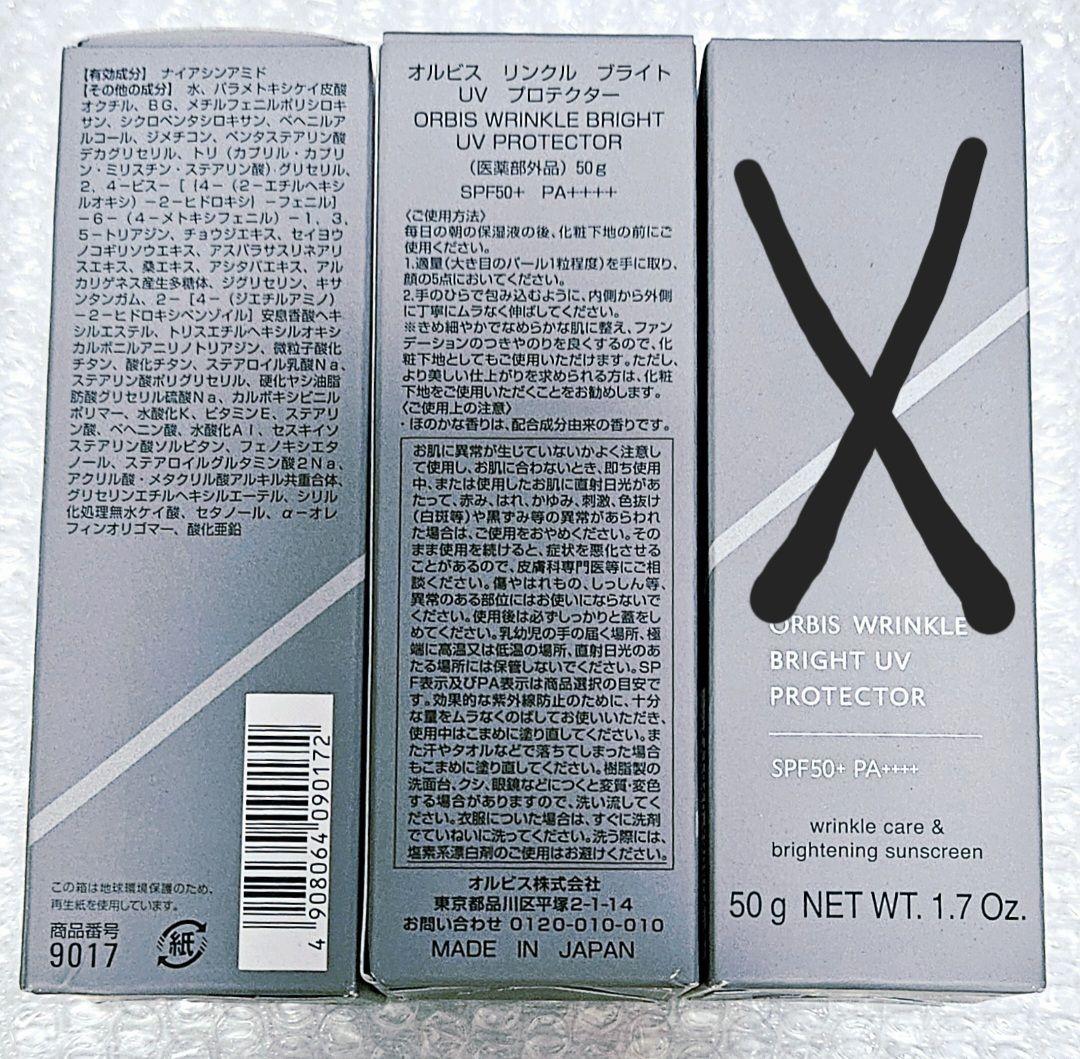 【有効成分】 ナイアシンアミド
【その他の成分】 水、パラメトキシケイ皮酸
オクチル、BG、メチルフェニルポリシロキ
サン、シクロペンタシロキサン、ベヘニルア
ルコール、ジメチコン、ペンタステアリン酸
デカグリセリル、トリ（カプリル・カプリ
ン・ミリスチン・ステアリン酸）グリセリル、
2，4－ビス－［｛4－（2－エチルヘキシ
ルオキシ）－2－ヒドロキシ｝－フェニル］
－6－（4－メトキシフェニル）－1，3，
5－トリアジン、チョウジエキス、セイヨウ
ノコギリソウエキス、アスパラサスリネアリ
スエキス、桑エキス、アシタバエキス、アル
カリゲネス産生多糖体、ジグリセリン、キサ
ンタンガム、2－［4－（ジエチルアミノ）
－2－ヒドロキシベンゾイル］安息香酸ヘキ
シルエステル、トリスエチルヘキシルオキシ
カルボニルアニリノトリアジン、微粒子酸化
チタン、酸化チタン、ステアロイル乳酸Na、
ステアリン酸ポリグリセリル、硬化ヤシ油脂
肪酸グリセリル硫酸Na、カルボキシビニル
ポリマー、水酸化K、ビタミンE、ステアリ
ン酸、ベヘニン酸、水酸化Al、セスキイソ
ステアリン酸ソルビタン、フェノキシエタ
ノール、ステアロイルグルタミン酸2Na、
アクリル酸・メタクリル酸アルキル共重合体、
グリセリンエチルヘキシルエーテル、シリル
化処理無水ケイ酸、セタノール、α－オレ
フィンオリゴマー、酸化亜鉛
この箱は地球環境保護のため、
再生紙を使用しています。
商品番号
9017
紙
4 908064 090172
オルビス リンクル ブライト
UV プロテクター
ORBIS WRINKLE BRIGHT
UV PROTECTOR
（医薬部外品）50g
SPF50+ PA++++
〈ご使用方法〉
毎日の朝の保湿液の後、化粧下地の前にご
使用ください。
1.適量（大き目のパール1粒程度）を手に取り、
顔の5点においてください。
2.手のひらで包み込むように、内側から外側
に丁寧にムラなく伸ばしてください。
※きめ細やかでなめらかな肌に整え、ファン
デーションのつきやのりを良くするので、化
粧下地としてもご使用いただけます。ただし、
より美しい仕上がりを求められる方は、化粧
下地をご使用いただくことをお勧めします。
〈ご使用上の注意〉
・ほのかな香りは、配合成分由来の香りです。
お肌に異常が生じていないかよく注意し
て使用し、お肌に合わないとき、即ち使用
中、または使用したお肌に直射日光があ
たって、赤み、はれ、かゆみ、刺激、色抜け
（白斑等）や黒ずみ等の異常があらわれ
た場合は、ご使用をおやめください。その
まま使用を続けると、症状を悪化させる
ことがあるので、皮膚科専門医等にご相
談ください。傷やはれもの、しっしん等、
異常のある部位にはお使いにならないで
ください。使用後は必ずしっかりと蓋をし
めてください。乳幼児の手の届く場所、極
端に高温又は低温の場所、直射日光のあ
たる場所には保管しないでください。SP
F表示及びPA表示は商品選択の目安で
す。効果的な紫外線防止のために、十分
な量をムラなくのばしてお使いいただき、
使用中はこまめに塗り直してください。ま
た汗やタオルなどで落ちてしまった場合
もこまめに塗り直してください。樹脂製の
洗面台、クシ、眼鏡などにつくと変質・変色
する場合がありますので、洗い流してく
ださい。衣服についた場合は、すぐに洗剤
でていねいに洗ってください。洗う際には、
塩素系漂白剤のご使用はお避けください。
オルビス株式会社
東京都品川区平塚2-1-14
お問い合わせ 0120-010-010
MADE IN JAPAN
ORBIS WRINKLE
BRIGHT UV
PROTECTOR
SPF50+ PA++++
wrinkle care &
brightening sunscreen
50 g NET WT. 1.7 Oz.